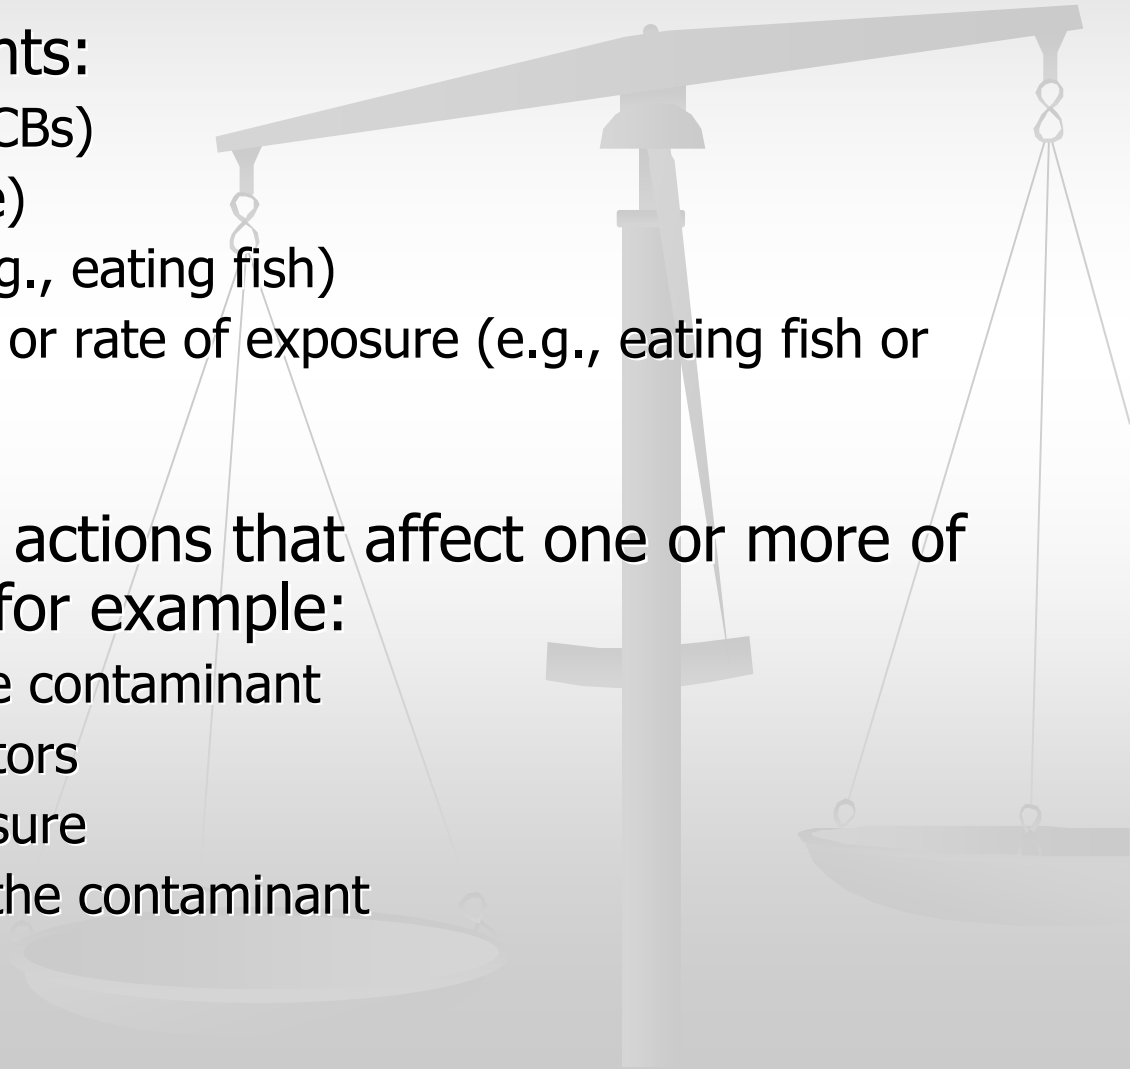 nts:
CBs)
e)
g., eating fish)
or rate of exposure (e.g., eating fish or
actions that affect one or more of
for example:
e contaminant
tors
sure
the contaminant